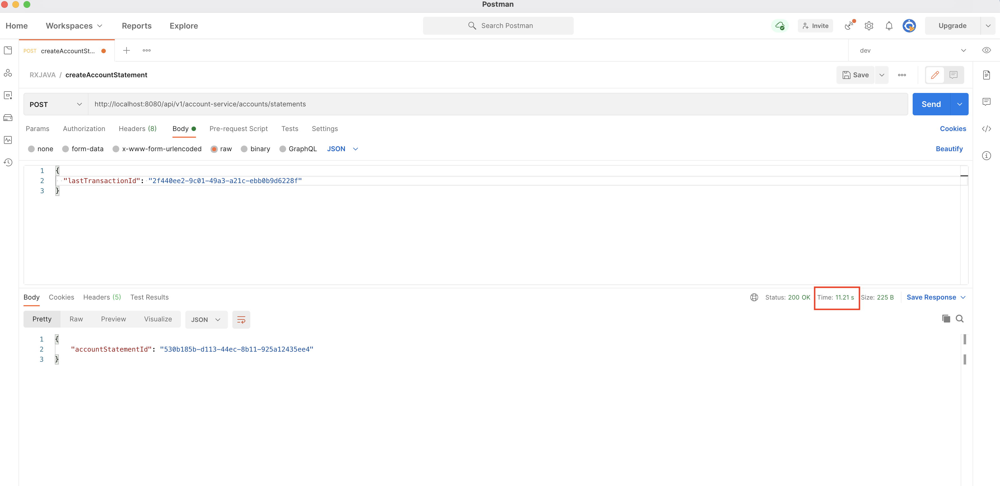 Postman
Home Workspaces Reports Explore Search Postman Invite Upgrade
POST createAccountSt... dev
RXJAVA / createAccountStatement Save
POST http://localhost:8080/api/v1/account-service/accounts/statements Send
Params Authorization Headers (8) Body Pre-request Script Tests Settings Cookies
none form-data x-www-form-urlencoded raw binary GraphQL JSON Beautify
1 {
2 "lastTransactionId": "2f440ee2-9c01-49a3-a21c-ebb0b9d6228f"
3 }
Body Cookies Headers (5) Test Results Status: 200 OK Time: 11.21 s Size: 225 B Save Response
Pretty Raw Preview Visualize JSON
1 {
2 "accountStatementId": "530b185b-d113-44ec-8b11-925a12435ee4"
3 }